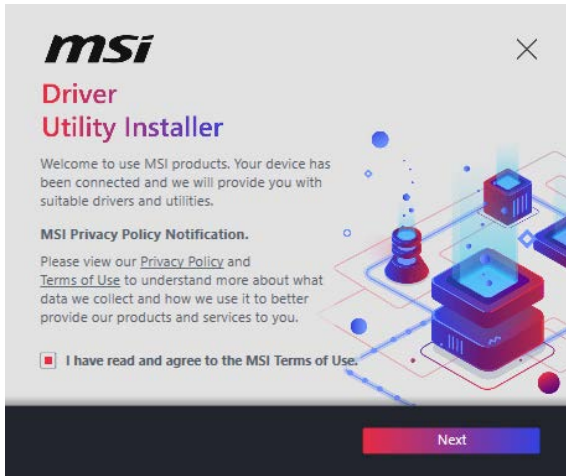 msi
Driver
Utility Installer
Welcome to use MSI products. Your device has
been connected and we will provide you with
suitable drivers and utilities.
MSI Privacy Policy Notification.
Please view our Privacy Policy and
Terms of Use to understand more about what
data we collect and how we use it to better
provide our products and services to you.
I have read and agree to the MSI Terms of Use.
Next